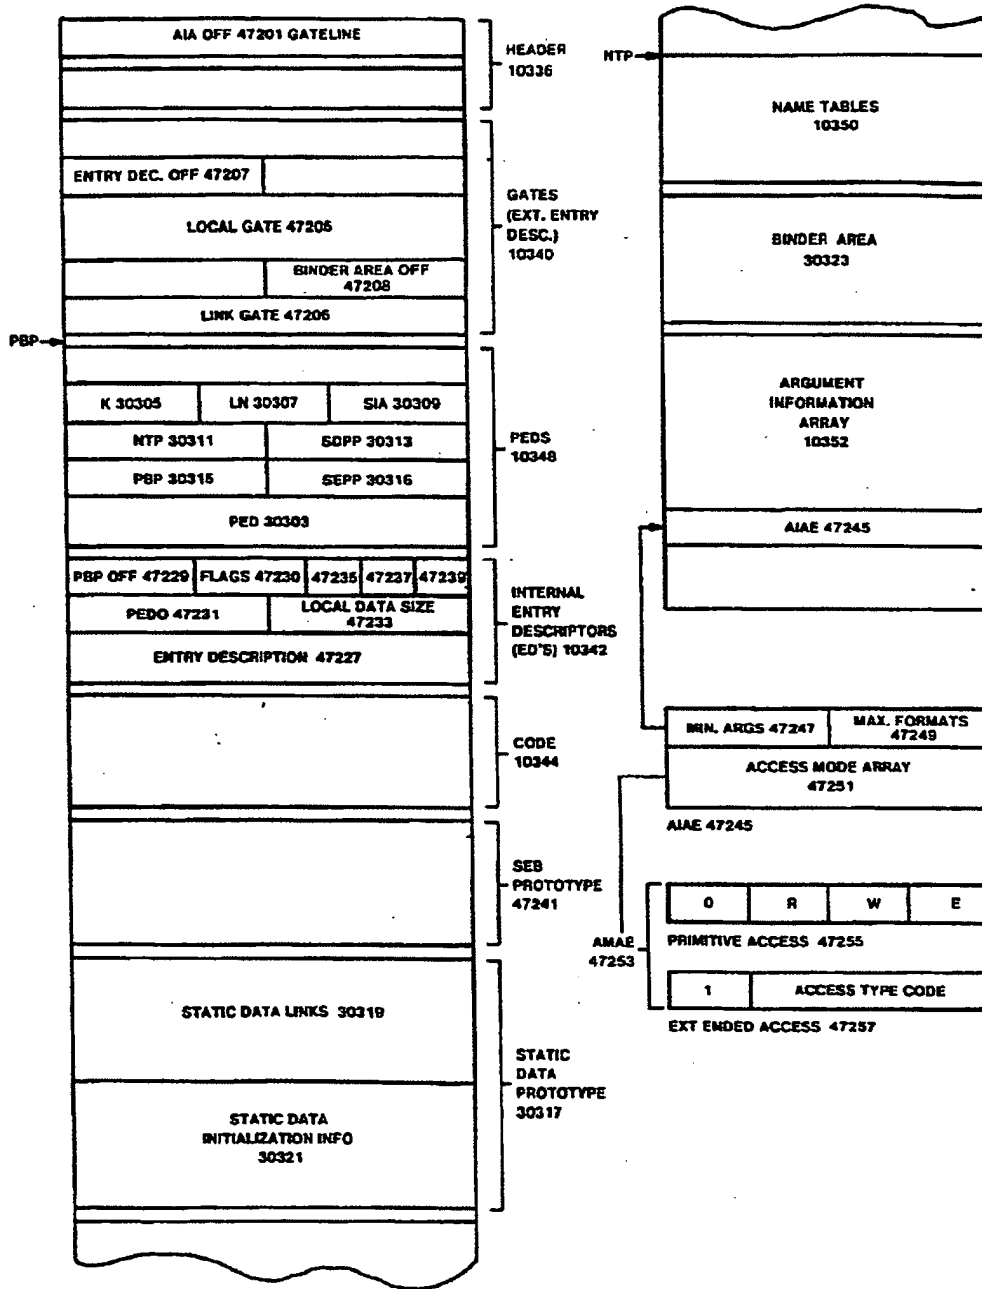 AIA OFF 47201 GATELINE
HEADER
10336
ENTRY DEC. OFF 47207
LOCAL GATE 47205
BINDER AREA OFF
47208
LINK GATE 47206
GATES
(EXT. ENTRY
DESC.)
10340
PBP
K 30305
LN 30307
SIA 30309
NTP 30311
SDPP 30313
PBP 30315
SEPP 30316
PED 30303
PEDS
10348
PBP OFF 47229
FLAGS 47230
47235
47237
47239
PEDO 47231
LOCAL DATA SIZE
47233
ENTRY DESCRIPTION 47227
INTERNAL
ENTRY
DESCRIPTORS
(ED'S) 10342
CODE
10344
SEB
PROTOTYPE
47241
STATIC DATA LINKS 30319
STATIC DATA
INITIALIZATION INFO
30321
STATIC
DATA
PROTOTYPE
30317
NTP
NAME TABLES
10350
BINDER AREA
30323
ARGUMENT
INFORMATION
ARRAY
10352
AIAE 47245
MIN. ARGS 47247
MAX. FORMATS
47249
ACCESS MODE ARRAY
47251
AIAE 47245
AMAE
47253
0
R
W
E
PRIMITIVE ACCESS 47255
1
ACCESS TYPE CODE
EXT ENDED ACCESS 47257